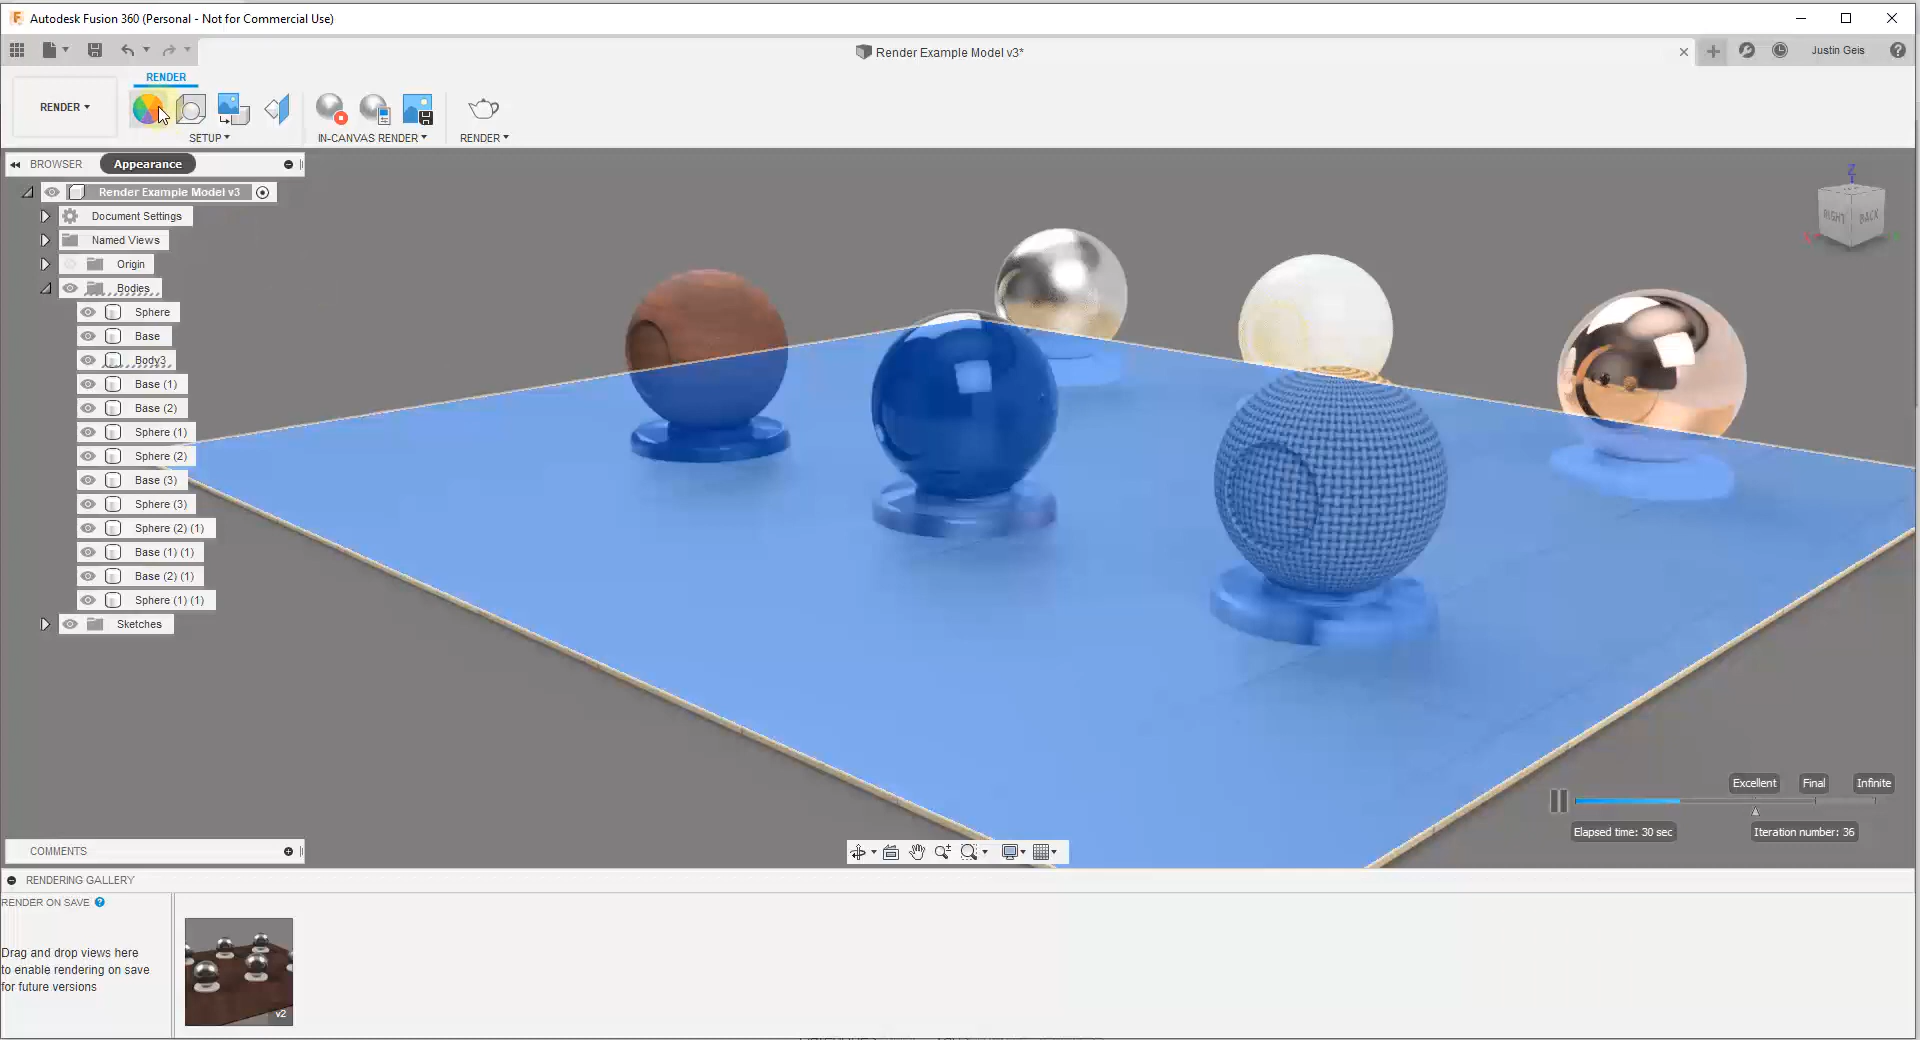 Autodesk Fusion 360 (Personal - Not for Commercial Use)
Render Example Model v3*
Justin Geis
RENDER
RENDER
SETUP
IN-CANVAS RENDER
RENDER
BROWSER
Appearance
Render Example Model v3
Document Settings
Named Views
Origin
Bodies
Sphere
Base
Body3
Base (1)
Base (2)
Sphere (1)
Sphere (2)
Base (3)
Sphere (3)
Sphere (2) (1)
Base (1) (1)
Base (2) (1)
Sphere (1) (1)
Sketches
Z
RIGHT
BACK
Excellent
Final
Infinite
Elapsed time: 30 sec
Iteration number: 36
COMMENTS
RENDERING GALLERY
RENDER ON SAVE
Drag and drop views here
to enable rendering on save
for future versions
v2